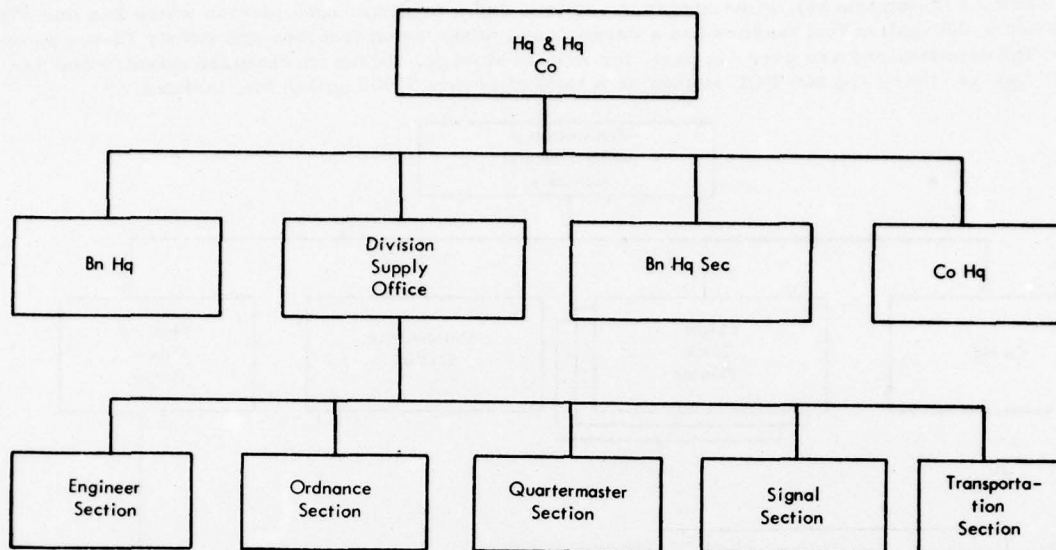 Hq & Hq
Co
Bn Hq
Division
Supply
Office
Bn Hq Sec
Co Hq
Engineer
Section
Ordnance
Section
Quartermaster
Section
Signal
Section
Transporta-
tion
Section